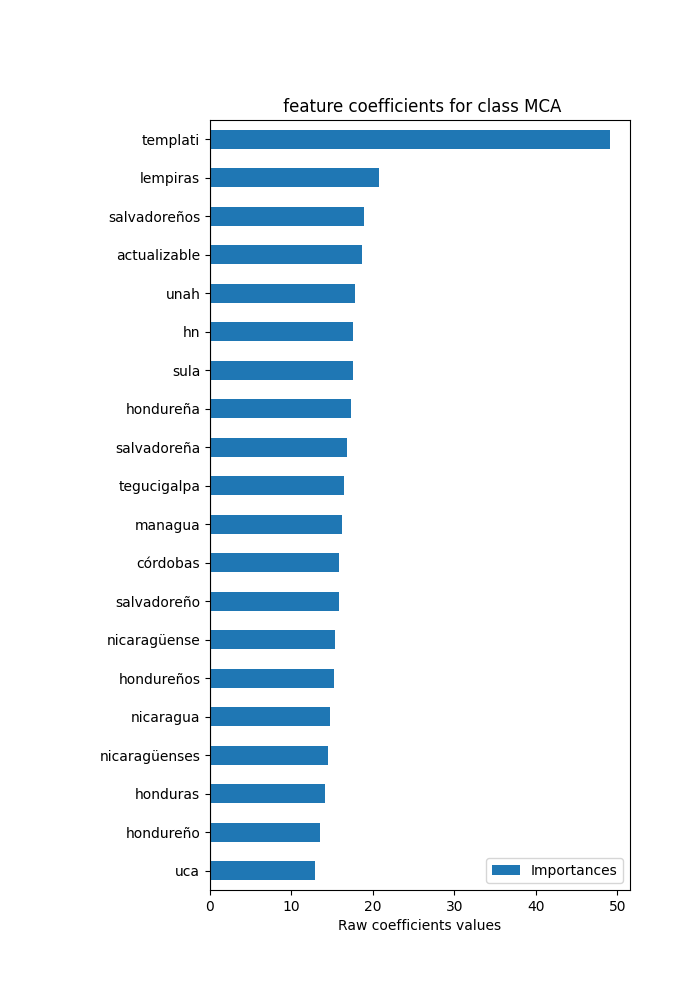 feature coefficients for class MCA
templati
lempiras
salvadoreños
actualizable
unah
hn
sula
hondureña
salvadoreña
tegucigalpa
managua
córdobas
salvadoreño
nicaragüense
hondureños
nicaragua
nicaragüenses
honduras
hondureño
uca
Importances
0 10 20 30 40 50
Raw coefficients values